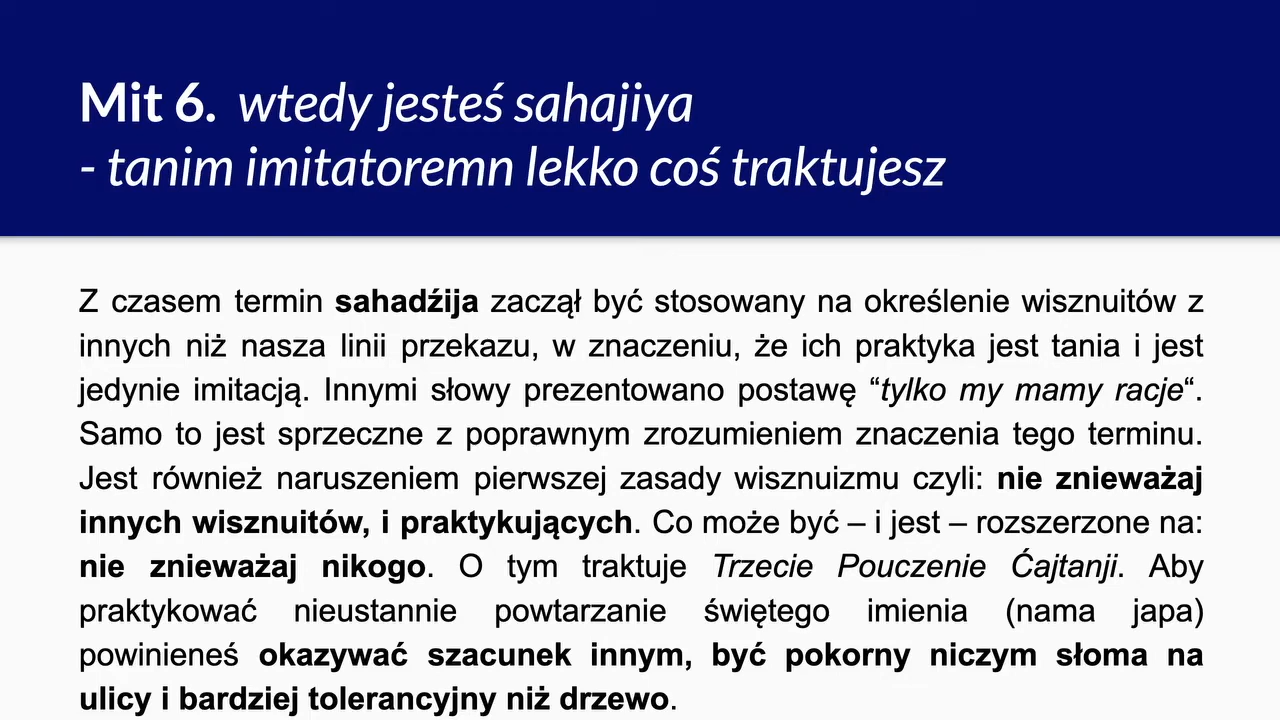 Mit 6. wtedy jesteś sahajiya
- tanim imitatoremn lekko coś traktujesz
Z czasem termin sahadźija zaczął być stosowany na określenie wisznuitów z
innych niż nasza linii przekazu, w znaczeniu, że ich praktyka jest tania i jest
jedynie imitacją. Innymi słowy prezentowano postawę “tylko my mamy racje“.
Samo to jest sprzeczne z poprawnym zrozumieniem znaczenia tego terminu.
Jest również naruszeniem pierwszej zasady wisznuizmu czyli: nie znieważaj
innych wisznuitów, i praktykujących. Co może być – i jest – rozszerzone na:
nie znieważaj nikogo. O tym traktuje Trzecie Pouczenie Ćajtanji. Aby
praktykować nieustannie powtarzanie świętego imienia (nama japa)
powinieneś okazywać szacunek innym, być pokorny niczym słoma na
ulicy i bardziej tolerancyjny niż drzewo.